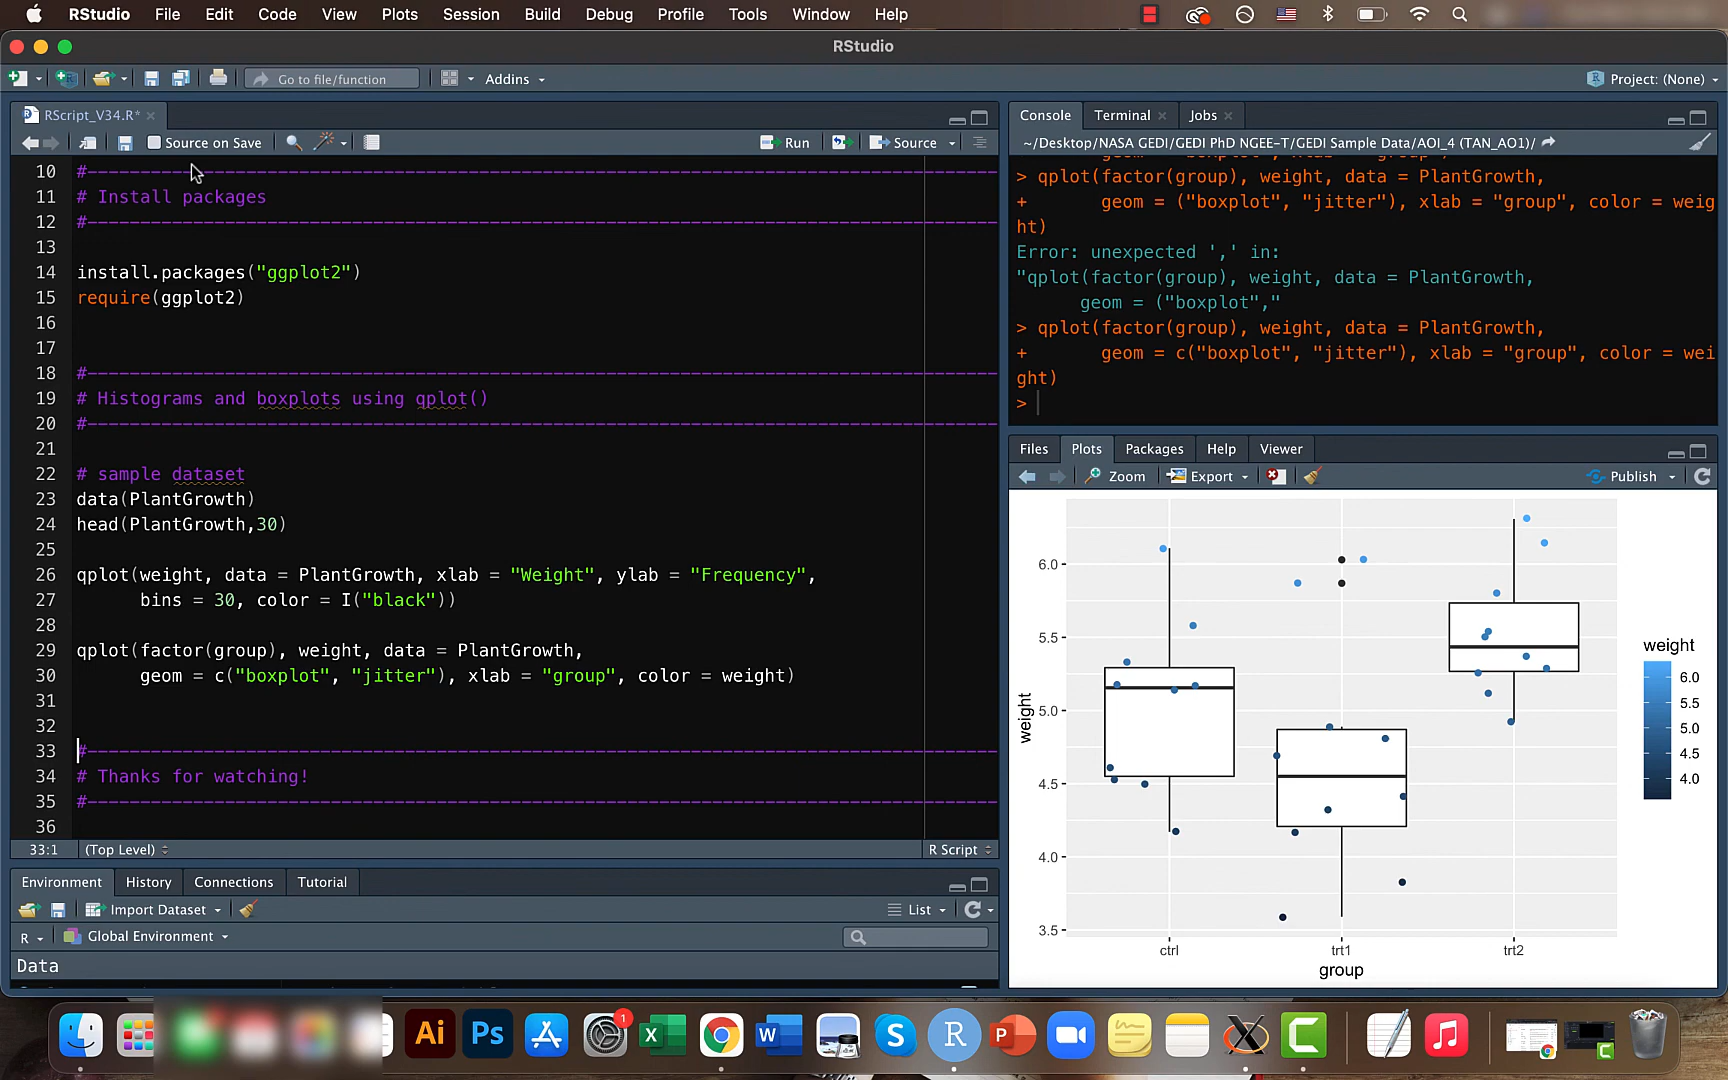 RStudio File Edit Code View Plots Session Build Debug Profile Tools Window Help
RStudio
Go to file/function Addins Project: (None)
RScript_V34.R*
Source on Save Run Source
10 #
11 # Install packages
12 #
13
14 install.packages("ggplot2")
15 require(ggplot2)
16
17
18 #
19 # Histograms and boxplots using qplot()
20 #
21
22 # sample dataset
23 data(PlantGrowth)
24 head(PlantGrowth,30)
25
26 qplot(weight, data = PlantGrowth, xlab = "Weight", ylab = "Frequency",
27 bins = 30, color = I("black"))
28
29 qplot(factor(group), weight, data = PlantGrowth,
30 geom = c("boxplot", "jitter"), xlab = "group", color = weight)
31
32
33 #
34 # Thanks for watching!
35 #
36
33:1 (Top Level) R Script
Environment History Connections Tutorial
Import Dataset List
R Global Environment
Data
Console Terminal Jobs
~/Desktop/NASA GEDI/GEDI PhD NGEE-T/GEDI Sample Data/AOI_4 (TAN_AO1)/
> qplot(factor(group), weight, data = PlantGrowth,
+ geom = ("boxplot", "jitter"), xlab = "group", color = weig
ht)
Error: unexpected ',' in:
"qplot(factor(group), weight, data = PlantGrowth,
geom = ("boxplot","
> qplot(factor(group), weight, data = PlantGrowth,
+ geom = c("boxplot", "jitter"), xlab = "group", color = wei
ght)
>
Files Plots Packages Help Viewer
Zoom Export Publish
6.0
5.5
5.0
4.5
4.0
3.5
weight
ctrl trt1 trt2
group
weight
6.0
5.5
5.0
4.5
4.0
Ai Ps 1 X W S R P C